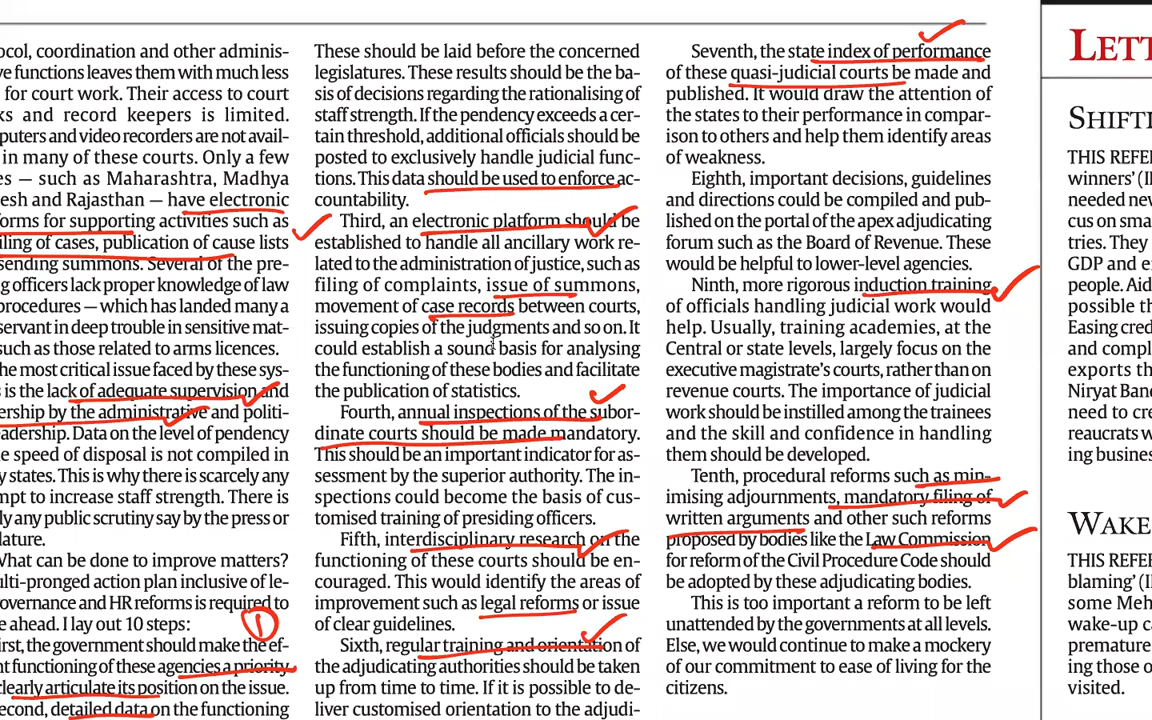 ocol, coordination and other adminis-
ve functions leaves them with much less
for court work. Their access to court
ks and record keepers is limited.
puters and video recorders are not avail-
in many of these courts. Only a few
es — such as Maharashtra, Madhya
esh and Rajasthan — have electronic
orms for supporting activities such as
iling of cases, publication of cause lists
sending summons. Several of the pre-
g officers lack proper knowledge of law
procedures — which has landed many a
servant in deep trouble in sensitive mat-
such as those related to arms licences.
he most critical issue faced by these sys-
s is the lack of adequate supervision and
ership by the administrative and politi-
eadership. Data on the level of pendency
e speed of disposal is not compiled in
y states. This is why there is scarcely any
mpt to increase staff strength. There is
ly any public scrutiny say by the press or
lature.
What can be done to improve matters?
ulti-pronged action plan inclusive of le-
overnance and HR reforms is required to
e ahead. I lay out 10 steps:
1
irst, the government should make the ef-
nt functioning of these agencies a priority
clearly articulate its position on the issue.
econd, detailed data on the functioning
These should be laid before the concerned
legislatures. These results should be the ba-
sis of decisions regarding the rationalising of
staff strength. If the pendency exceeds a cer-
tain threshold, additional officials should be
posted to exclusively handle judicial func-
tions. This data should be used to enforce ac-
countability.
Third, an electronic platform should be
established to handle all ancillary work re-
lated to the administration of justice, such as
filing of complaints, issue of summons,
movement of case records between courts,
issuing copies of the judgments and so on. It
could establish a sound basis for analysing
the functioning of these bodies and facilitate
the publication of statistics.
Fourth, annual inspections of the subor-
dinate courts should be made mandatory.
This should be an important indicator for as-
sessment by the superior authority. The in-
spections could become the basis of cus-
tomised training of presiding officers.
Fifth, interdisciplinary research on the
functioning of these courts should be en-
couraged. This would identify the areas of
improvement such as legal reforms or issue
of clear guidelines.
Sixth, regular training and orientation of
the adjudicating authorities should be taken
up from time to time. If it is possible to de-
liver customised orientation to the adjudi-
Seventh, the state index of performance
of these quasi-judicial courts be made and
published. It would draw the attention of
the states to their performance in compar-
ison to others and help them identify areas
of weakness.
Eighth, important decisions, guidelines
and directions could be compiled and pub-
lished on the portal of the apex adjudicating
forum such as the Board of Revenue. These
would be helpful to lower-level agencies.
Ninth, more rigorous induction training
of officials handling judicial work would
help. Usually, training academies, at the
Central or state levels, largely focus on the
executive magistrate's courts, rather than on
revenue courts. The importance of judicial
work should be instilled among the trainees
and the skill and confidence in handling
them should be developed.
Tenth, procedural reforms such as min-
imising adjournments, mandatory filing of
written arguments and other such reforms
proposed by bodies like the Law Commission
for reform of the Civil Procedure Code should
be adopted by these adjudicating bodies.
This is too important a reform to be left
unattended by the governments at all levels.
Else, we would continue to make a mockery
of our commitment to ease of living for the
citizens.
LETT
SHIFTI
THIS REFE
winners' (I
needed nev
cus on sma
tries. They
GDP and e
people. Aid
possible th
Easing cred
and compl
exports th
Niryat Ban
need to cre
reaucrats w
ing busines
WAKE
THIS REFE
blaming' (I
some Meh
wake-up ca
premature
ing those o
visited.